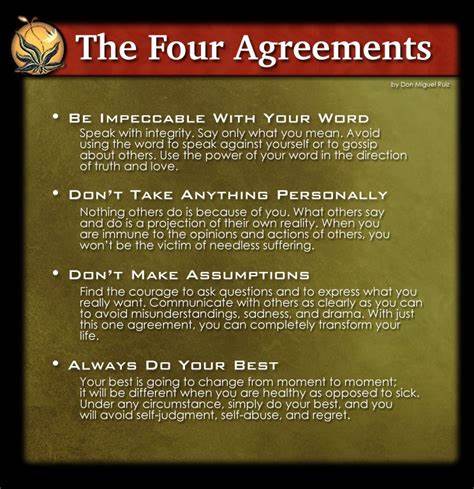 The Four Agreements
by Don Miguel Ruiz
• Be Impeccable With Your Word
Speak with integrity. Say only what you mean. Avoid
using the word to speak against yourself or to gossip
about others. Use the power of your word in the direction
of truth and love.
• Don't Take Anything Personally
Nothing others do is because of you. What others say
and do is a projection of their own reality. When you
are immune to the opinions and actions of others, you
won't be the victim of needless suffering.
• Don't Make Assumptions
Find the courage to ask questions and to express what you
really want. Communicate with others as clearly as you can
to avoid misunderstandings, sadness, and drama. With just
this one agreement, you can completely transform your
life.
• Always Do Your Best
Your best is going to change from moment to moment;
it will be different when you are healthy as opposed to sick.
Under any circumstance, simply do your best, and you
will avoid self-judgment, self-abuse, and regret.